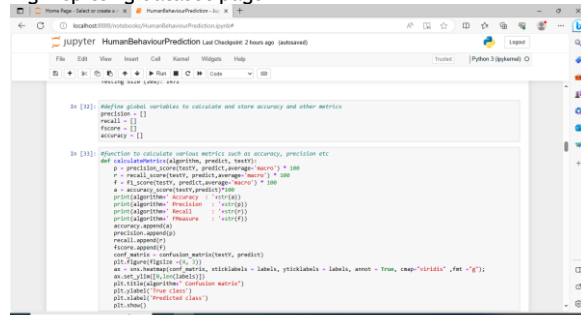 Home Page - Select or create a n
HumanBehaviourPrediction - Jup
localhost:8888/notebooks/HumanBehaviourPrediction.ipynb#
jupyter HumanBehaviourPrediction Last Checkpoint: 2 hours ago (autosaved)
Logout
File Edit View Insert Cell Kernel Widgets Help
Trusted Python 3 (ipykernel)
Run Code
In [32]: #define global variables to calculate and store accuracy and other metrics
precision = []
recall = []
fscore = []
accuracy = []
In [33]: #function to calculate various metrics such as accuracy, precision etc
def calculateMetrics(algorithm, predict, testY):
p = precision_score(testY, predict,average='macro') * 100
r = recall_score(testY, predict,average='macro') * 100
f = f1_score(testY, predict,average='macro') * 100
a = accuracy_score(testY,predict)*100
print(algorithm+' Accuracy : '+str(a))
print(algorithm+' Precision : '+str(p))
print(algorithm+' Recall : '+str(r))
print(algorithm+' FMeasure : '+str(f))
accuracy.append(a)
precision.append(p)
recall.append(r)
fscore.append(f)
conf_matrix = confusion_matrix(testY, predict)
plt.figure(figsize =(4, 3))
ax = sns.heatmap(conf_matrix, xticklabels = labels, yticklabels = labels, annot = True, cmap="viridis" ,fmt ="g");
ax.set_ylim([0,len(labels)])
plt.title(algorithm+" Confusion matrix")
plt.ylabel('True class')
plt.xlabel('Predicted class')
plt.show()